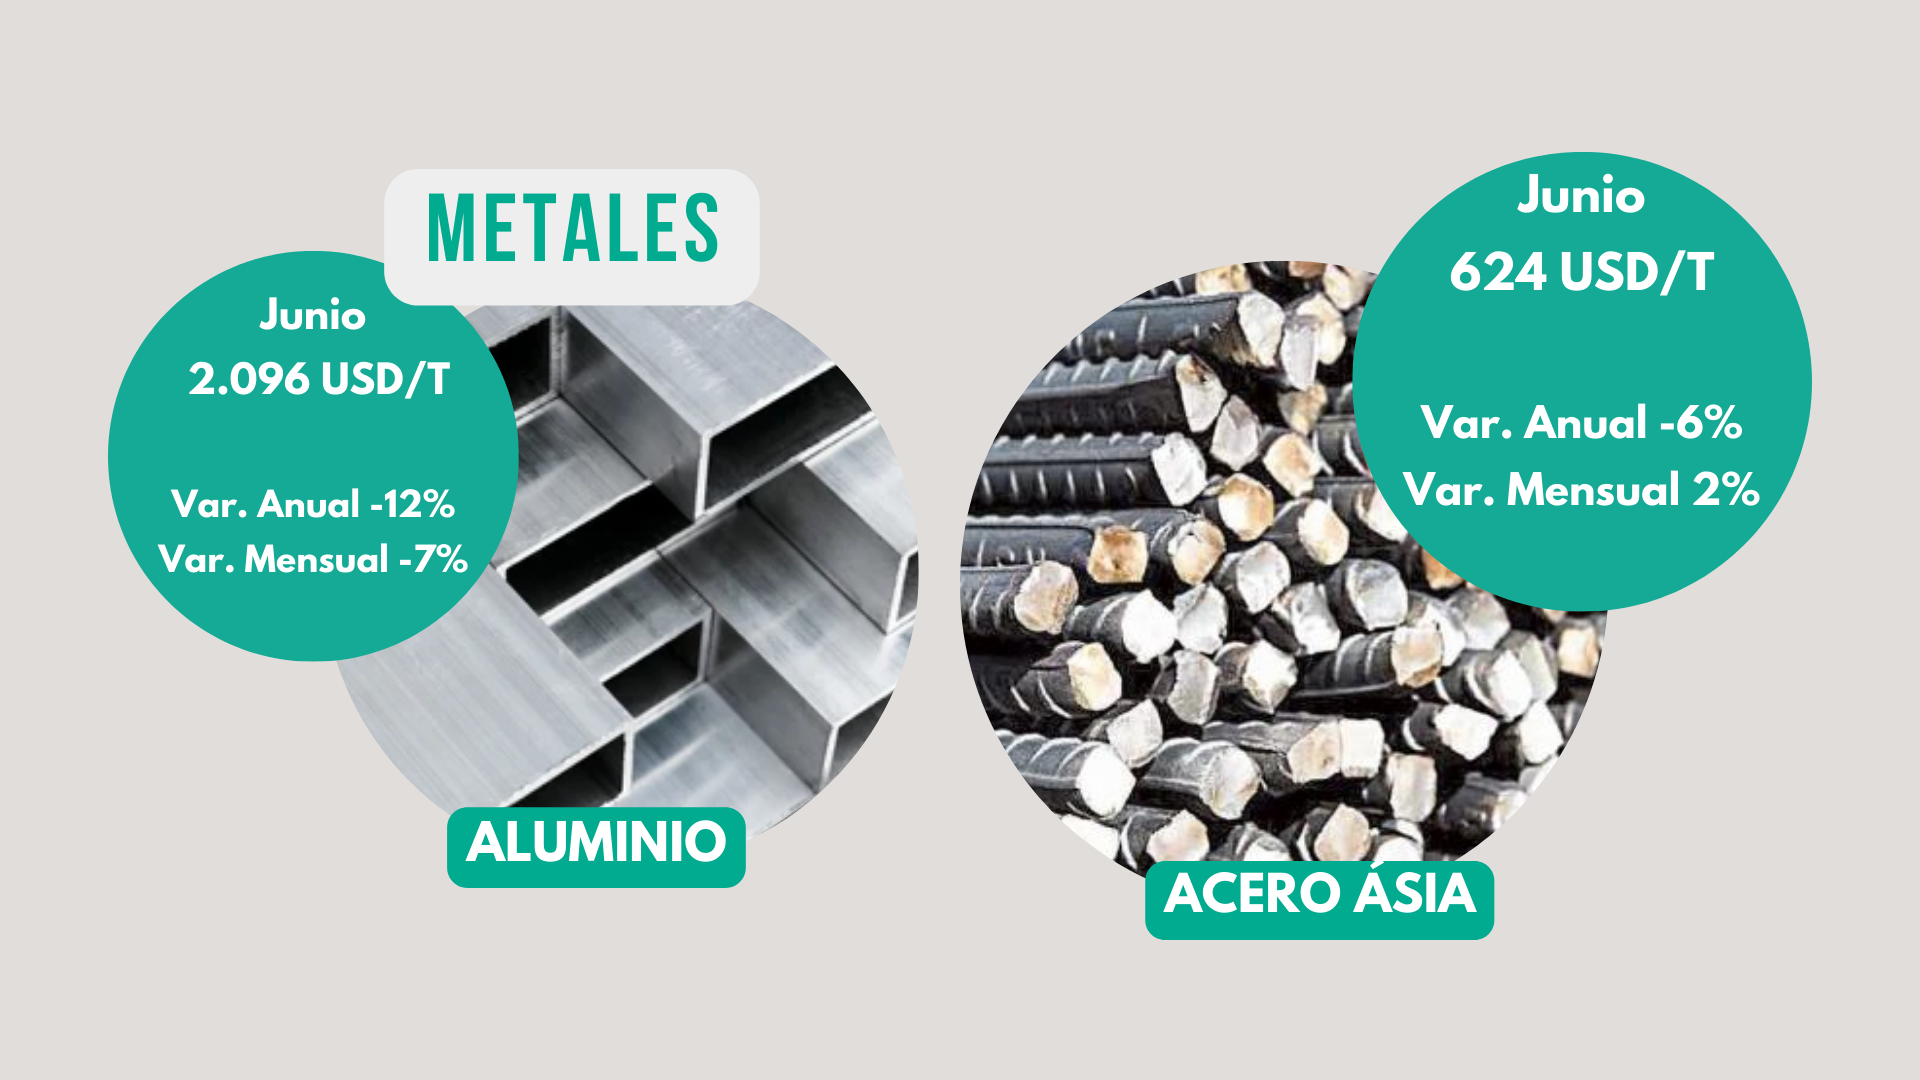 METALES
Junio
2.096 USD/T
Var. Anual -12%
Var. Mensual -7%
ALUMINIO
Junio
624 USD/T
Var. Anual -6%
Var. Mensual 2%
ACERO ÁSIA